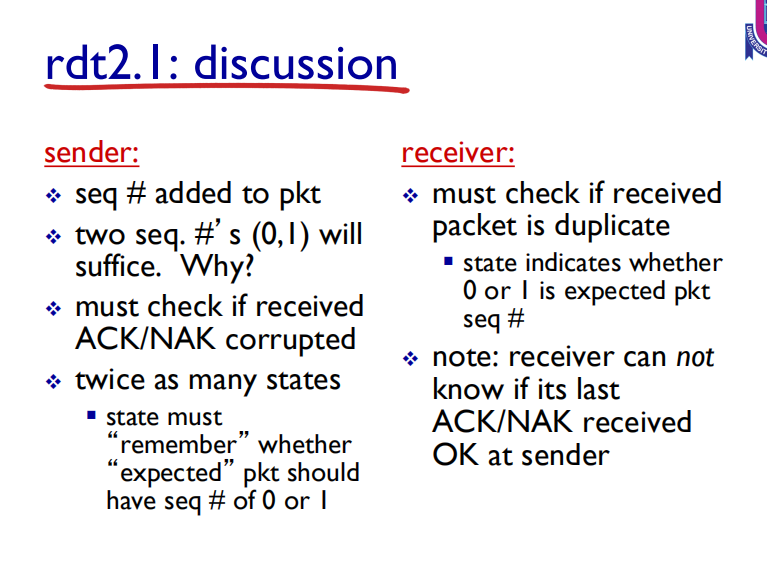 rdt2.1: discussion
sender:
❖ seq # added to pkt
❖ two seq. #’s (0,1) will
suffice. Why?
❖ must check if received
ACK/NAK corrupted
❖ twice as many states
▪ state must
“remember” whether
“expected” pkt should
have seq # of 0 or 1
receiver:
❖ must check if received
packet is duplicate
▪ state indicates whether
0 or 1 is expected pkt
seq #
❖ note: receiver can not
know if its last
ACK/NAK received
OK at sender